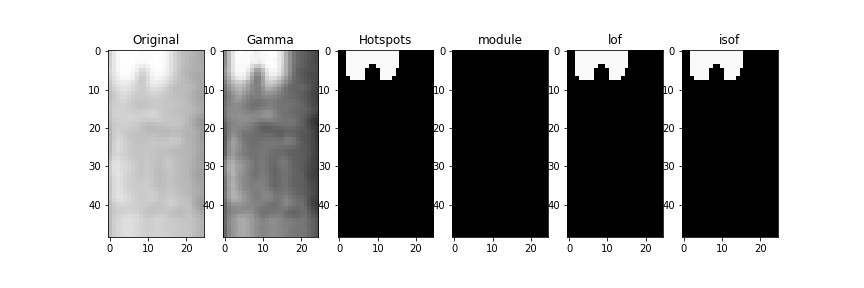 Original Gamma Hotspots module lof isof
0 0 0 0 0 0
10 10 10 10 10 10
20 20 20 20 20 20
30 30 30 30 30 30
40 40 40 40 40 40
0 10 20 0 10 20 0 10 20 0 10 20 0 10 20 0 10 20